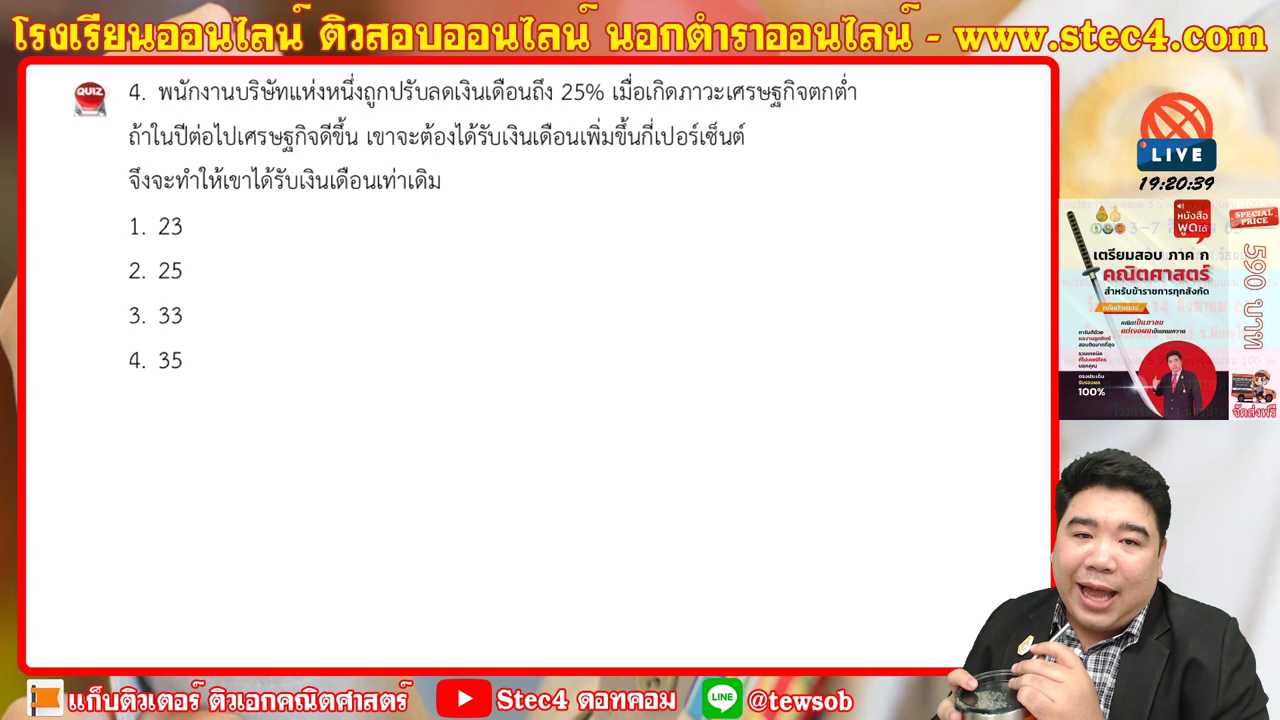 โรงเรียนออนไลน์ ติวสอบออนไลน์ นอกตำราออนไลน์ - www.stec4.com
QUIZ
4. พนักงานบริษัทแห่งหนึ่งถูกปรับลดเงินเดือนถึง 25% เมื่อเกิดภาวะเศรษฐกิจตกต่ำ
ถ้าในปีต่อไปเศรษฐกิจดีขึ้น เขาจะต้องได้รับเงินเดือนเพิ่มขึ้นกี่เปอร์เซ็นต์
จึงจะทำให้เขาได้รับเงินเดือนเท่าเดิม
1. 23
2. 25
3. 33
4. 35
LIVE
19:20:39
หนังสือ
พูดได้
SPECIAL
PRICE
590 บาท
เตรียมสอบ ภาค ก
คณิตศาสตร์
สำหรับข้าราชการทุกสังกัด
100%
จัดส่งฟรี
แก๊บติวเตอร์ ติวเอกคณิตศาสตร์
Stec4 ดอทคอม
LINE
@tewsob